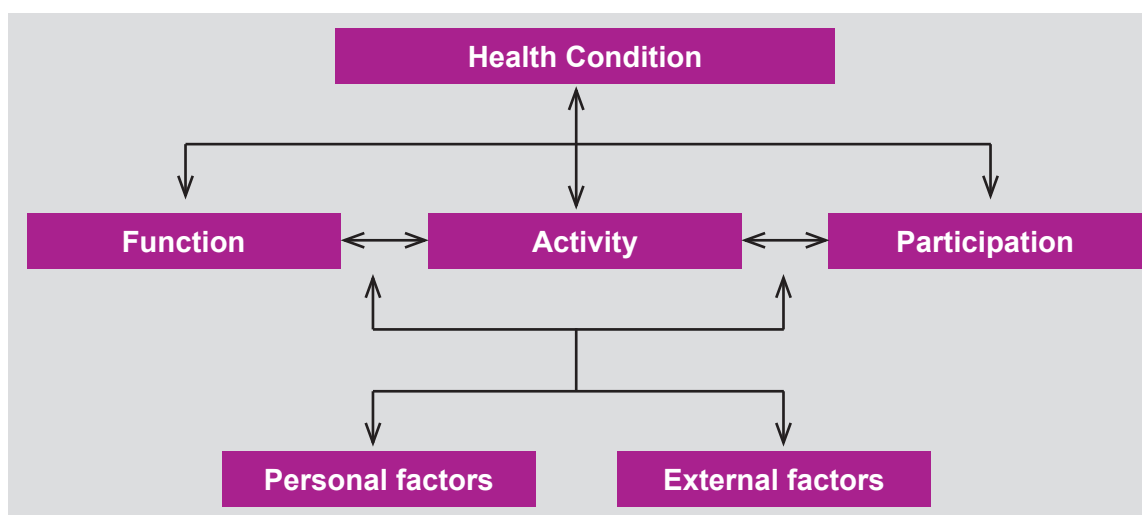 Health Condition
Function
Activity
Participation
Personal factors
External factors